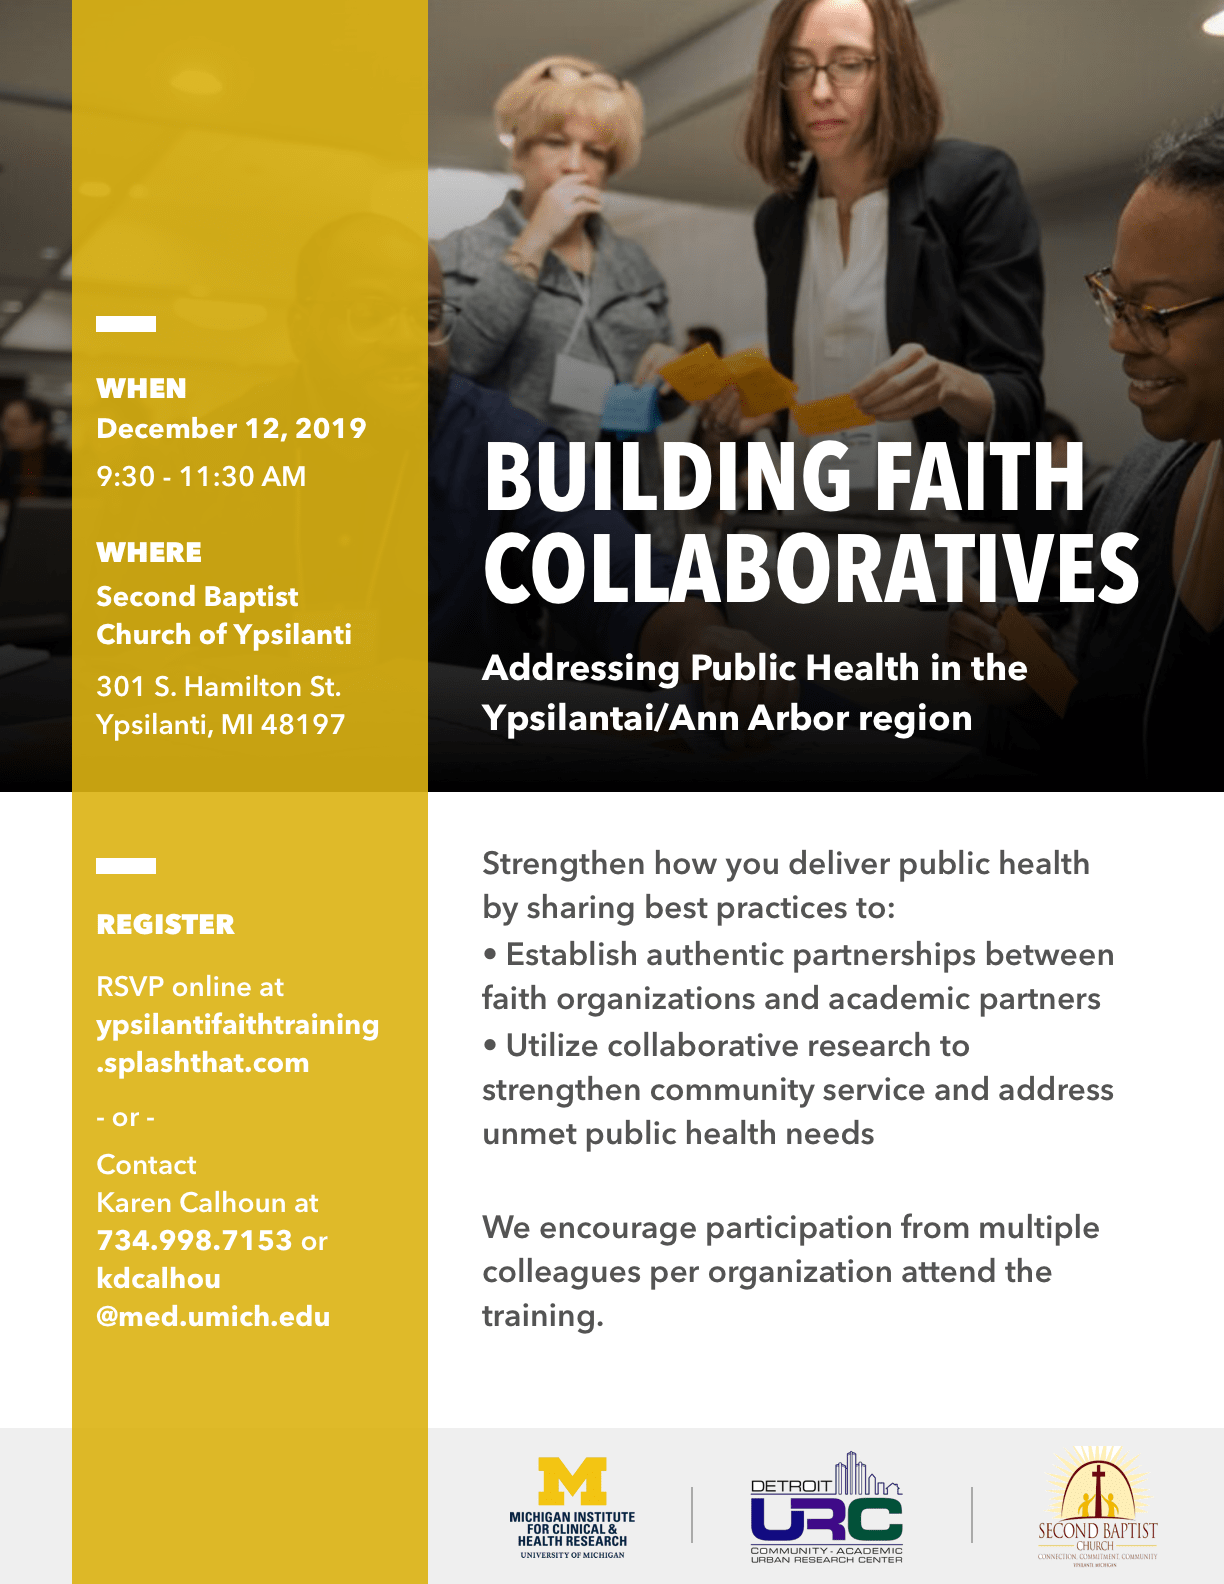 WHEN
December 12, 2019
9:30 - 11:30 AM
WHERE
Second Baptist
Church of Ypsilanti
301 S. Hamilton St.
Ypsilanti, MI 48197
BUILDING FAITH
COLLABORATIVES
Addressing Public Health in the
Ypsilantai/Ann Arbor region
REGISTER
RSVP online at
ypsilantifaithtraining
.splashthat.com
- or -
Contact
Karen Calhoun at
734.998.7153 or
kdcalhou
@med.umich.edu
Strengthen how you deliver public health
by sharing best practices to:
• Establish authentic partnerships between
faith organizations and academic partners
• Utilize collaborative research to
strengthen community service and address
unmet public health needs
We encourage participation from multiple
colleagues per organization attend the
training.
M
MICHIGAN INSTITUTE
FOR CLINICAL &
HEALTH RESEARCH
UNIVERSITY OF MICHIGAN
DETROIT
URC
COMMUNITY - ACADEMIC
URBAN RESEARCH CENTER
SECOND BAPTIST
CHURCH
CONNECTION, COMMITMENT, COMMUNITY
YPSILANTI, MICHIGAN